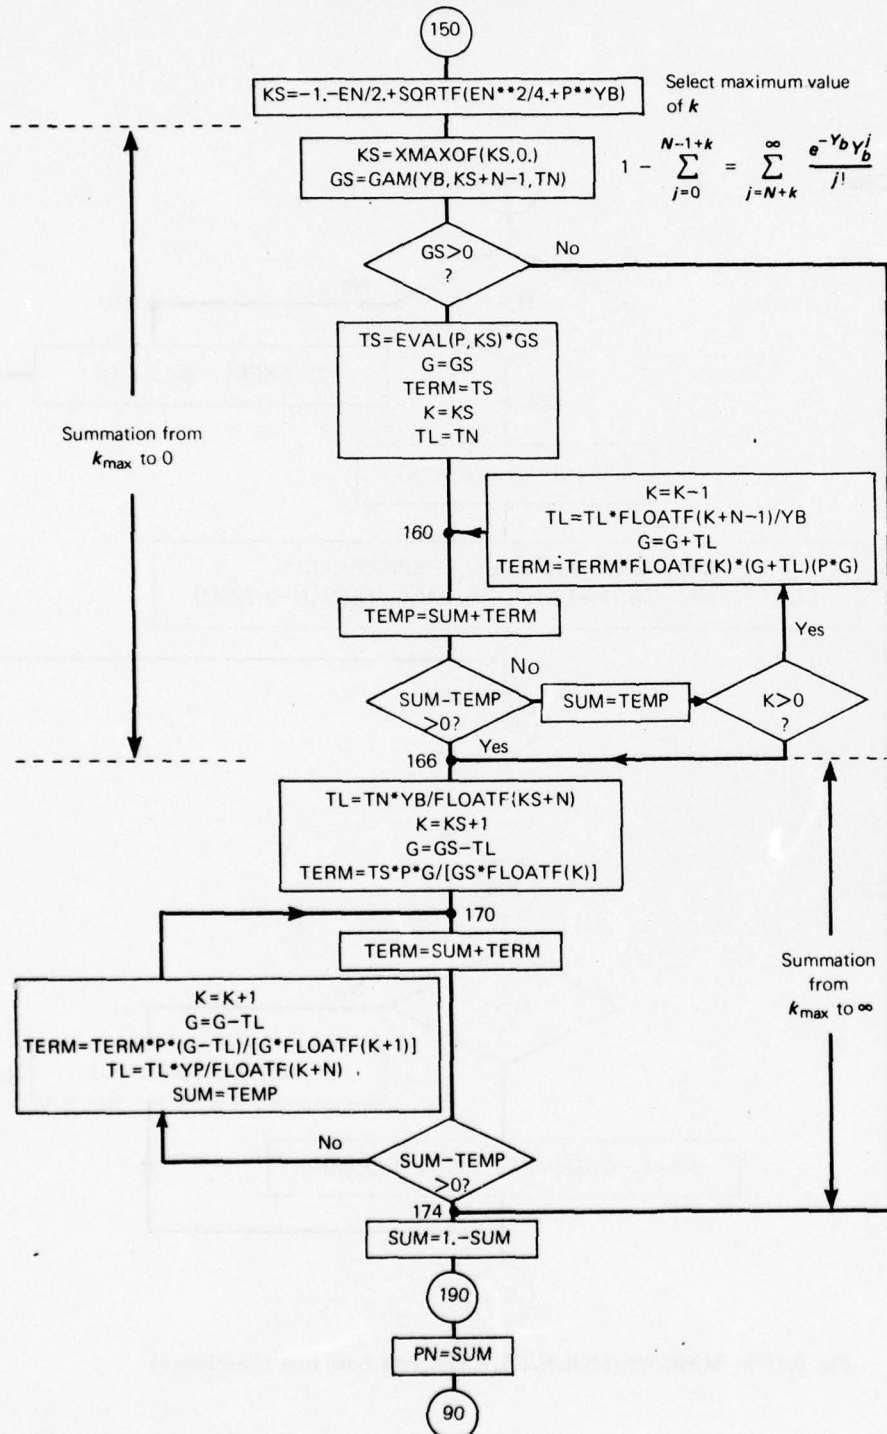 150
KS=-1.-EN/2.+SQRTF(EN**2/4.+P**YB)
Select maximum value
of k
KS=XMAXOF(KS,0.)
GS=GAM(YB,KS+N-1,TN)
1 - \sum_{j=0}^{N-1+k} = \sum_{j=N+k}^{\infty} \frac{e^{-Y_b} Y_b^j}{j!}
GS>0
?
No
TS=EVAL(P,KS)*GS
G=GS
TERM=TS
K=KS
TL=TN
Summation from
k_max to 0
K=K-1
TL=TL*FLOATF(K+N-1)/YB
G=G+TL
TERM=TERM*FLOATF(K)*(G+TL)(P*G)
160
TEMP=SUM+TERM
Yes
SUM-TEMP
>0?
No
SUM=TEMP
K>0
?
166
Yes
TL=TN*YB/FLOATF(KS+N)
K=KS+1
G=GS-TL
TERM=TS*P*G/[GS*FLOATF(K)]
170
TERM=SUM+TERM
Summation
from
k_max to ∞
K=K+1
G=G-TL
TERM=TERM*P*(G-TL)/[G*FLOATF(K+1)]
TL=TL*YP/FLOATF(K+N)
SUM=TEMP
No
SUM-TEMP
>0?
174
SUM=1.-SUM
190
PN=SUM
90